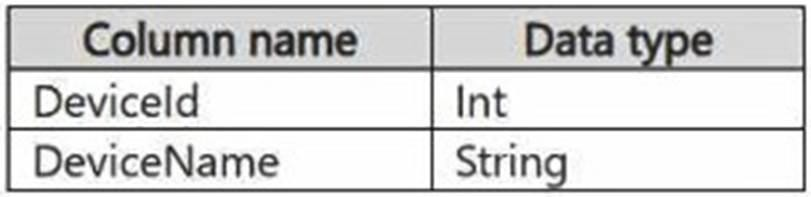 Column name Data type
DeviceId Int
DeviceName String